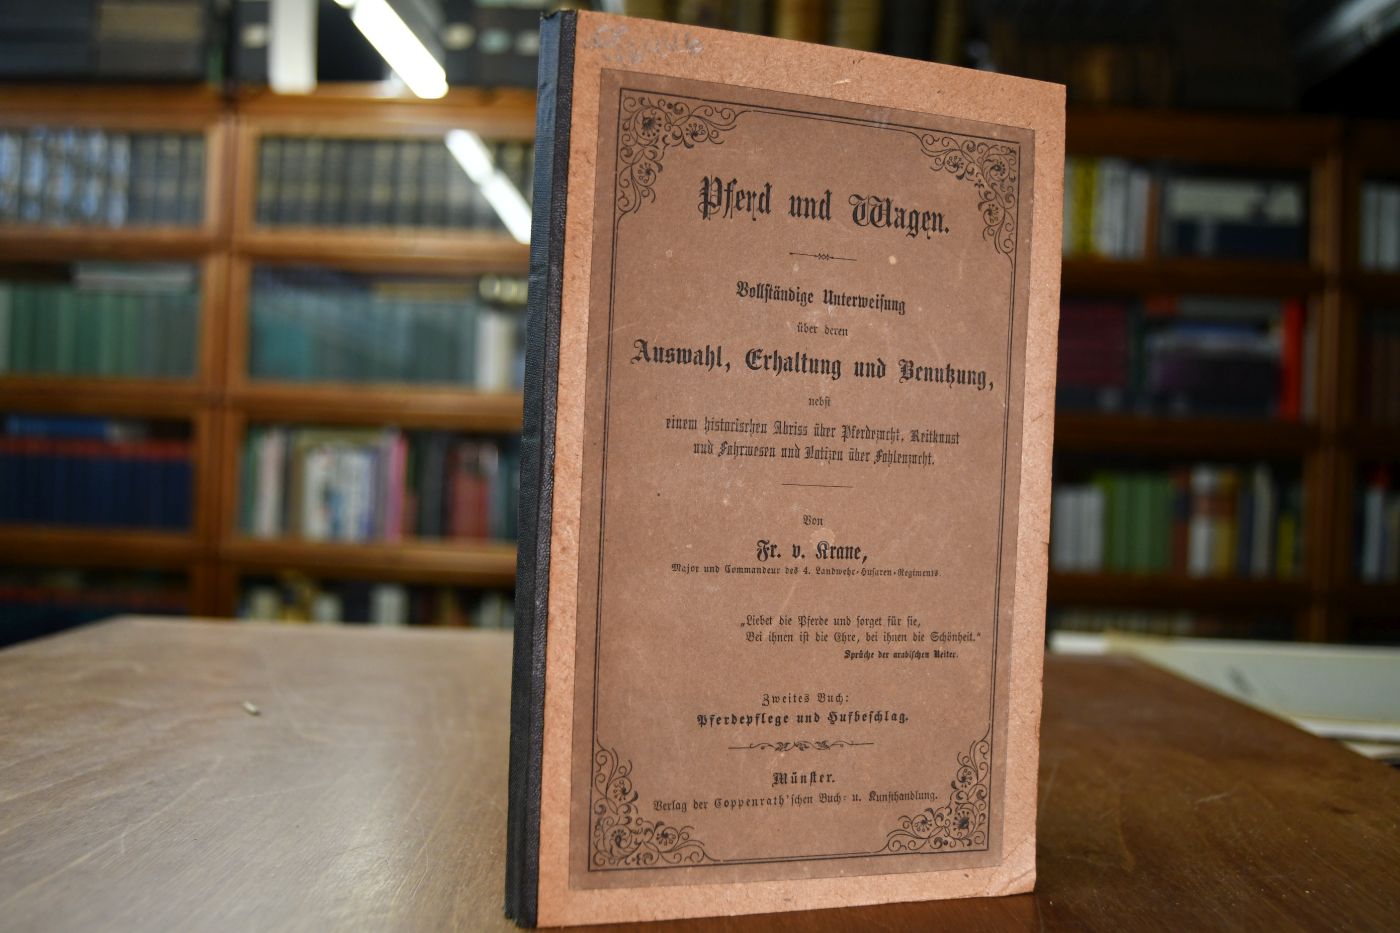 Pferd und Wagen.
Vollständige Unterweisung
über deren
Auswahl, Erhaltung und Benutzung,
nebst
einem historischen Abriss über Pferdezucht, Reitkunst
und Fahrwesen und Notizen über Fohlenzucht.
Von
Fr. v. Krane,
Major und Commandeur des 4. Landwehr-Husaren-Regiments.
„Liebet die Pferde und sorget für sie,
Bei ihnen ist die Ehre, bei ihnen die Schönheit.“
Sprüche der arabischen Reiter.
Zweites Buch:
Pferdepflege und Hufbeschlag.
Münster.
Verlag der Coppenrath'schen Buch- u. Kunsthandlung.